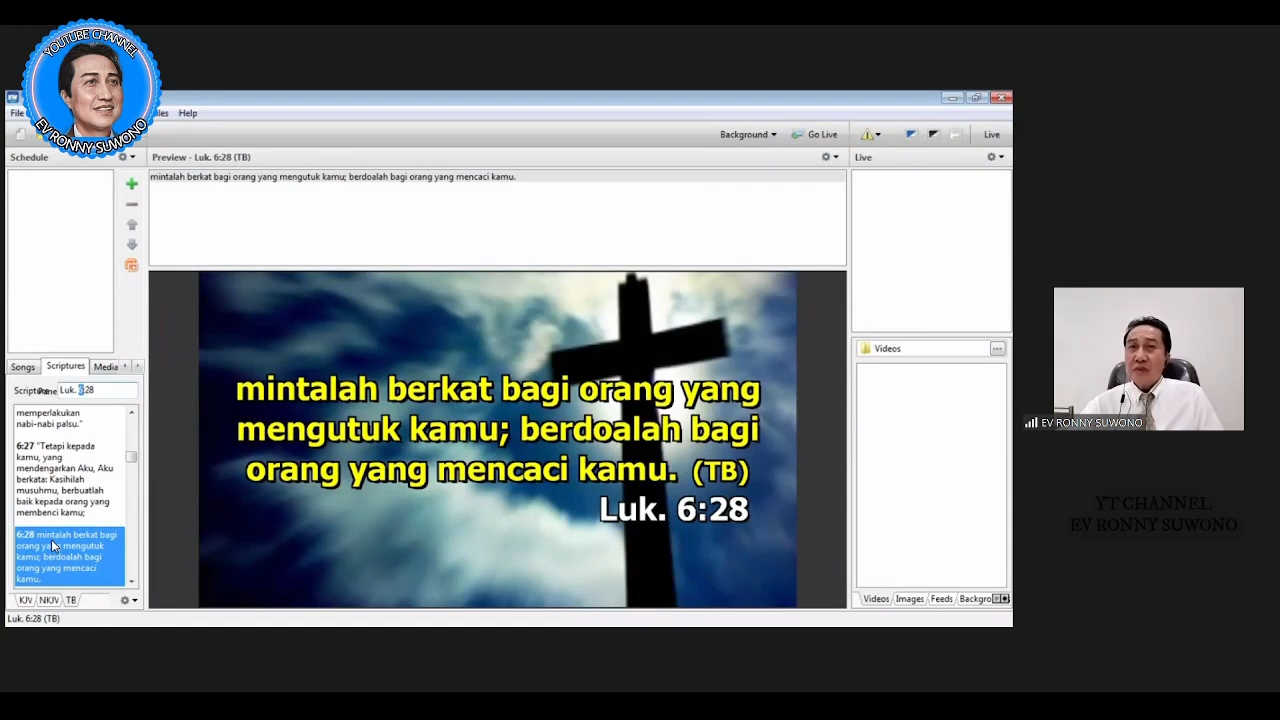 YOUTUBE CHANNEL
EV RONNY SUWONO
EW
File
Help
Background
Go Live
Live
Schedule
Preview - Luk. 6:28 (TB)
Live
mintalah berkat bagi orang yang mengutuk kamu; berdoalah bagi orang yang mencaci kamu.
mintalah berkat bagi orang yang
mengutuk kamu; berdoalah bagi
orang yang mencaci kamu. (TB)
Luk. 6:28
Songs
Scriptures
Media
Luk. 6:28
memperlakukan
nabi-nabi palsu."
6:27 "Tetapi kepada
kamu, yang
mendengarkan Aku, Aku
berkata: Kasihilah
musuhmu, berbuatlah
baik kepada orang yang
membenci kamu;
6:28 mintalah berkat bagi
orang yang mengutuk
kamu; berdoalah bagi
orang yang mencaci
kamu.
KJV
NKJV
TB
Luk. 6:28 (TB)
Videos
Videos
Images
Feeds
Backgro
EV RONNY SUWONO
YT CHANNEL
EV RONNY SUWONO